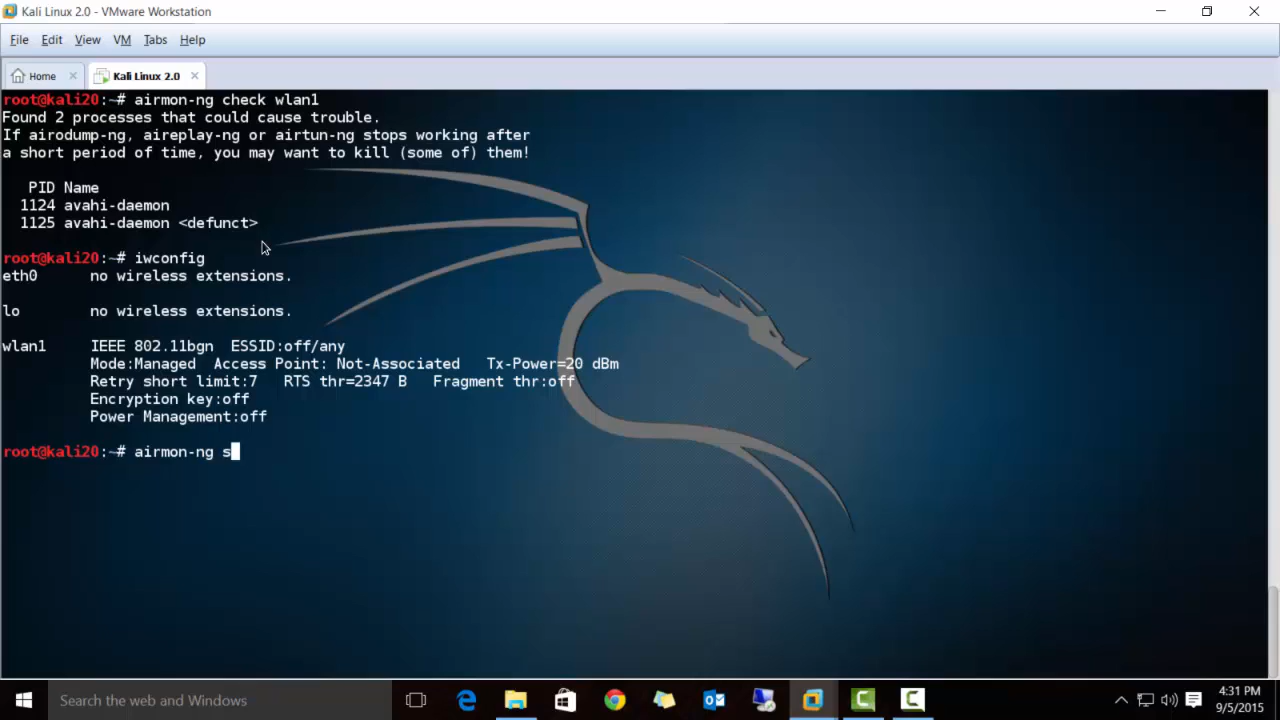 Kali Linux 2.0 - VMware Workstation
File Edit View VM Tabs Help
Home Kali Linux 2.0
root@kali20:~# airmon-ng check wlan1
Found 2 processes that could cause trouble.
If airodump-ng, aireplay-ng or airtun-ng stops working after
a short period of time, you may want to kill (some of) them!
PID Name
1124 avahi-daemon
1125 avahi-daemon <defunct>
root@kali20:~# iwconfig
eth0 no wireless extensions.
lo no wireless extensions.
wlan1 IEEE 802.11bgn ESSID:off/any
Mode:Managed Access Point: Not-Associated Tx-Power=20 dBm
Retry short limit:7 RTS thr=2347 B Fragment thr:off
Encryption key:off
Power Management:off
root@kali20:~# airmon-ng s
Search the web and Windows
4:31 PM
9/5/2015